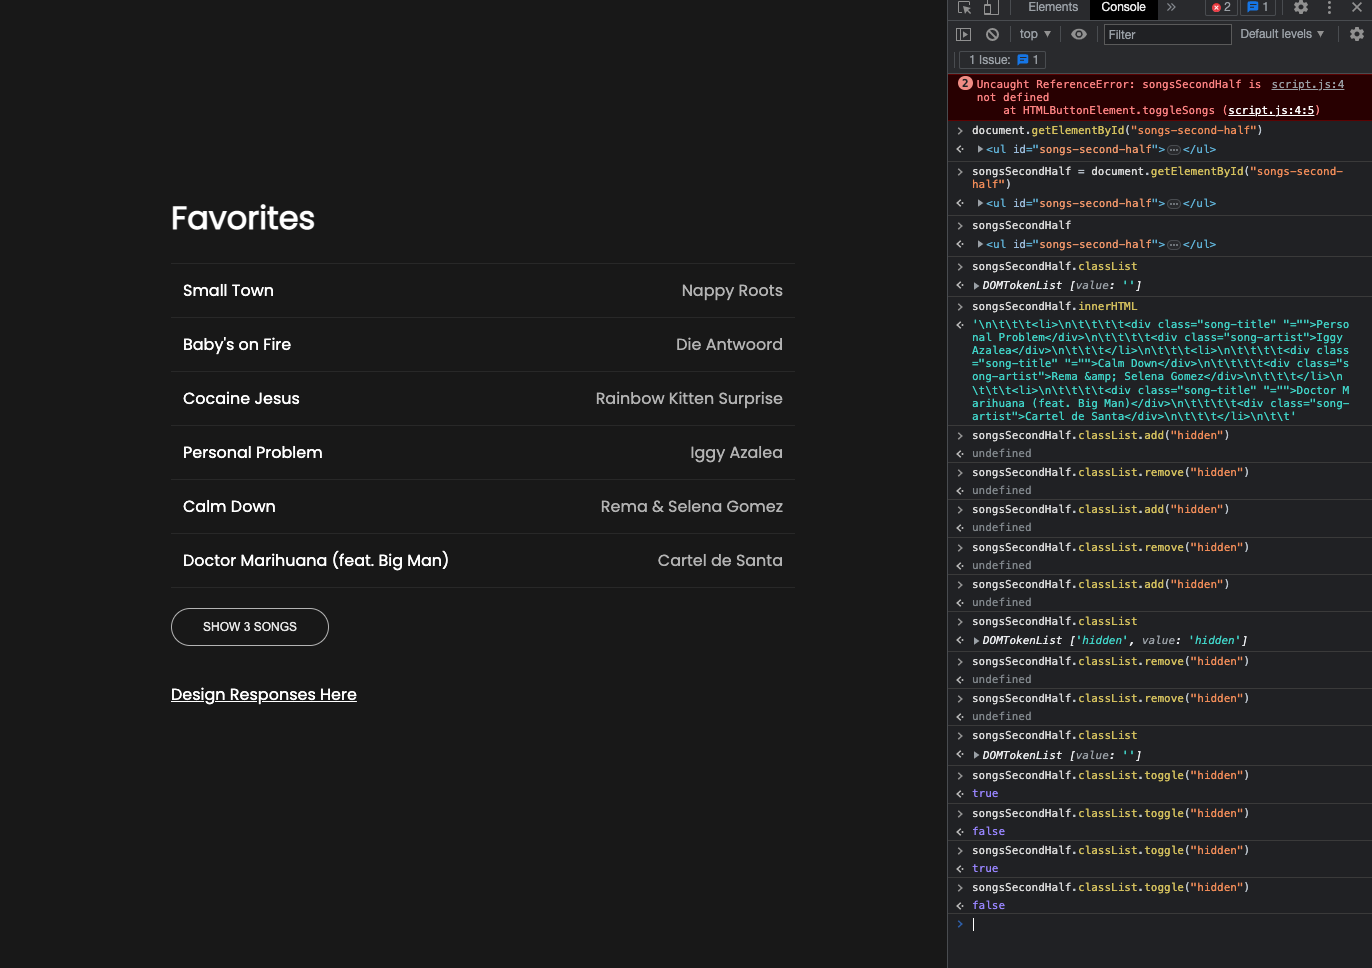 Favorites
Small Town Nappy Roots
Baby's on Fire Die Antwoord
Cocaine Jesus Rainbow Kitten Surprise
Personal Problem Iggy Azalea
Calm Down Rema & Selena Gomez
Doctor Marihuana (feat. Big Man) Cartel de Santa
SHOW 3 SONGS
Design Responses Here
Elements Console » 2 1
top ▼ Filter Default levels ▼
1 Issue: 1
2 Uncaught ReferenceError: songsSecondHalf is script.js:4
not defined
at HTMLButtonElement.toggleSongs (script.js:4:5)
> document.getElementById("songs-second-half")
<ul id="songs-second-half">…</ul>
> songsSecondHalf = document.getElementById("songs-second-
half")
<ul id="songs-second-half">…</ul>
> songsSecondHalf
<ul id="songs-second-half">…</ul>
> songsSecondHalf.classList
DOMTokenList [value: '']
> songsSecondHalf.innerHTML
'\n\t\t\t<li>\n\t\t\t\t<div class="song-title" "="">Perso
nal Problem</div>\n\t\t\t\t<div class="song-artist">Iggy
Azalea</div>\n\t\t\t</li>\n\t\t\t<li>\n\t\t\t\t<div class
="song-title" "="">Calm Down</div>\n\t\t\t\t<div class="s
ong-artist">Rema &amp; Selena Gomez</div>\n\t\t\t</li>\n
\t\t\t<li>\n\t\t\t\t<div class="song-title" "="">Doctor M
arihuana (feat. Big Man)</div>\n\t\t\t\t<div class="song-
artist">Cartel de Santa</div>\n\t\t\t</li>\n\t\t'
> songsSecondHalf.classList.add("hidden")
undefined
> songsSecondHalf.classList.remove("hidden")
undefined
> songsSecondHalf.classList.add("hidden")
undefined
> songsSecondHalf.classList.remove("hidden")
undefined
> songsSecondHalf.classList.add("hidden")
undefined
> songsSecondHalf.classList
DOMTokenList ['hidden', value: 'hidden']
> songsSecondHalf.classList.remove("hidden")
undefined
> songsSecondHalf.classList.remove("hidden")
undefined
> songsSecondHalf.classList
DOMTokenList [value: '']
> songsSecondHalf.classList.toggle("hidden")
true
> songsSecondHalf.classList.toggle("hidden")
false
> songsSecondHalf.classList.toggle("hidden")
true
> songsSecondHalf.classList.toggle("hidden")
false
>